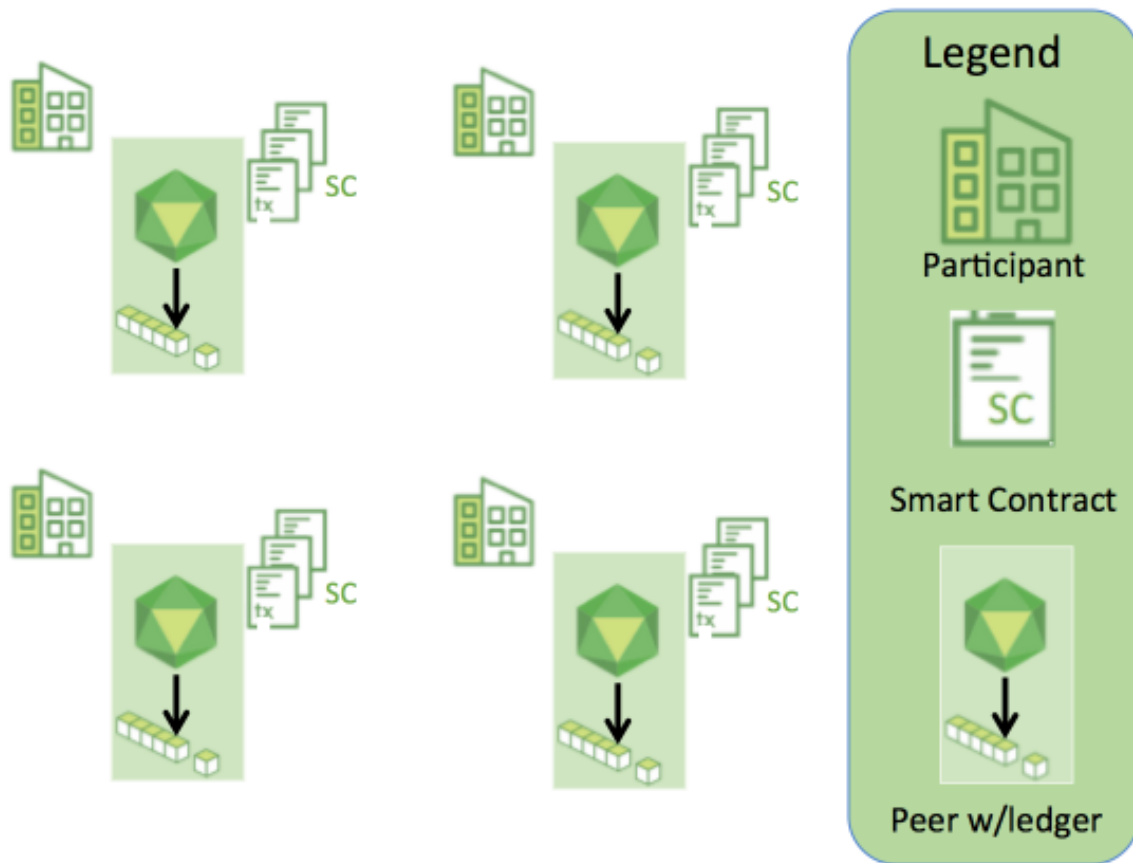 SC
tx
SC
tx
SC
tx
SC
tx
Legend
Participant
SC
Smart Contract
Peer w/ledger